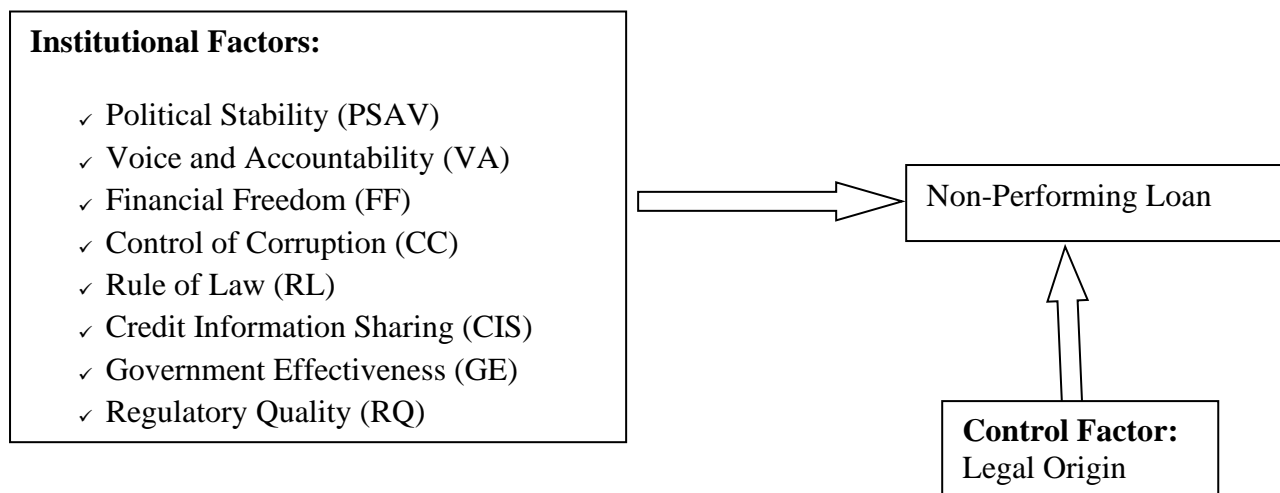 Institutional Factors:
✓ Political Stability (PSAV)
✓ Voice and Accountability (VA)
✓ Financial Freedom (FF)
✓ Control of Corruption (CC)
✓ Rule of Law (RL)
✓ Credit Information Sharing (CIS)
✓ Government Effectiveness (GE)
✓ Regulatory Quality (RQ)
Non-Performing Loan
Control Factor:
Legal Origin